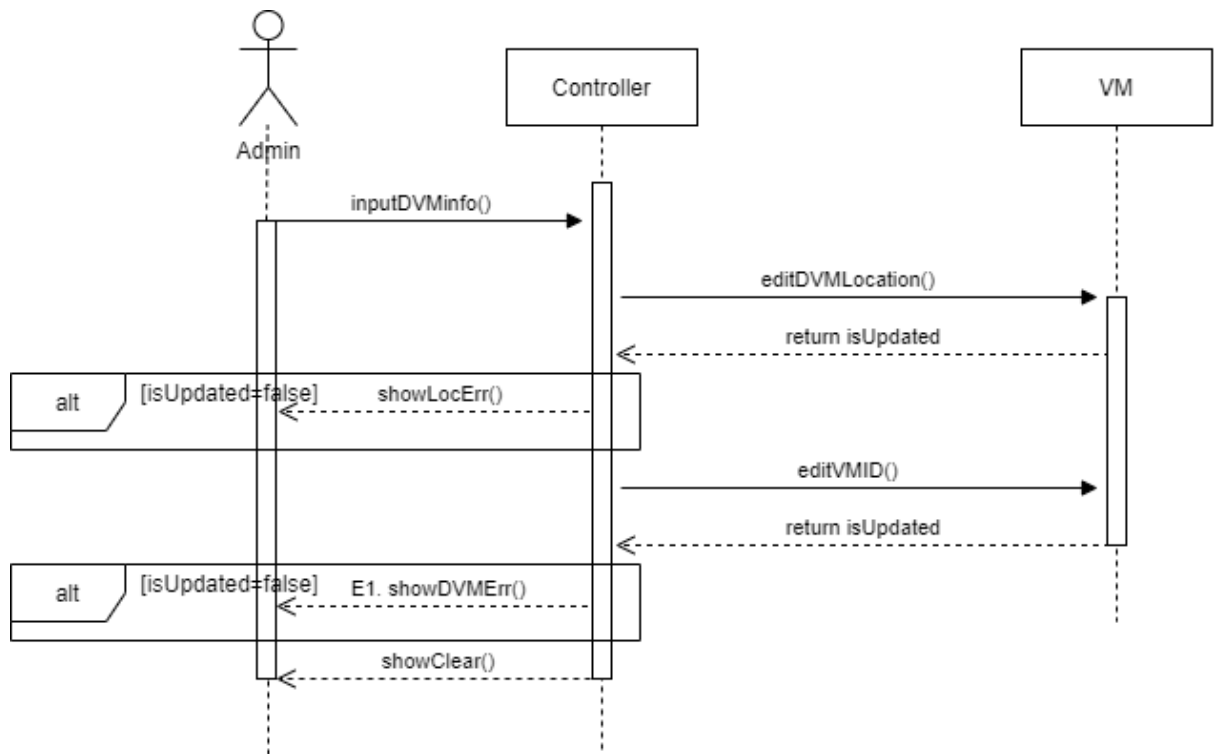 Controller
VM
Admin
inputDVMinfo()
editDVMLocation()
return isUpdated
alt
[isUpdated=false]
showLocErr()
editVMID()
return isUpdated
alt
[isUpdated=false]
E1. showDVMErr()
showClear()